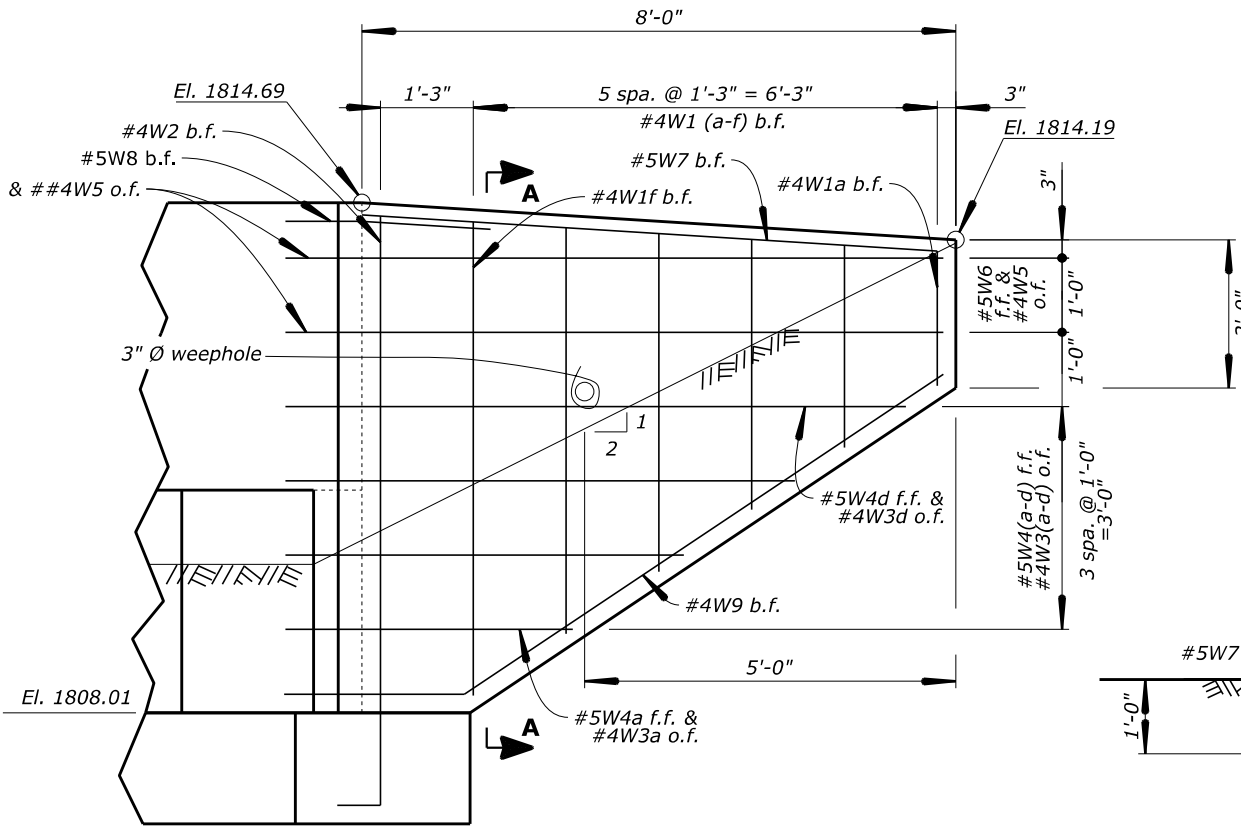 8'-0"
El. 1814.69
1'-3"
5 spa. @ 1'-3" = 6'-3"
3"
#4W1 (a-f) b.f.
El. 1814.19
#4W2 b.f.
#5W8 b.f.
& ##4W5 o.f.
#5W7 b.f.
#4W1a b.f.
A
#4W1f b.f.
3"
#5W6
f.f. &
#4W5
o.f.
1'-0"
1'-0"
3" Ø weephole
1
2
#5W4d f.f. &
#4W3d o.f.
#5W4(a-d) f.f.
#4W3(a-d) o.f.
3 spa. @ 1'-0"
=3'-0"
#4W9 b.f.
5'-0"
#5W7
El. 1808.01
#5W4a f.f. &
#4W3a o.f.
A
1'-0"